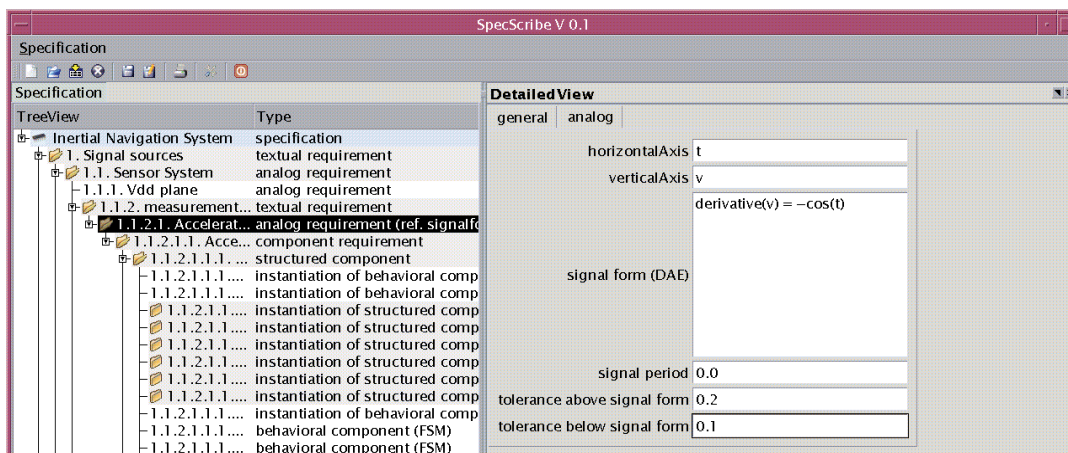 SpecScribe V 0.1
Specification
Specification
TreeView Type
Inertial Navigation System specification
1. Signal sources textual requirement
1.1. Sensor System analog requirement
1.1.1. Vdd plane analog requirement
1.1.2. measurement... textual requirement
1.1.2.1. Accelerat... analog requirement (ref. signalfo
1.1.2.1.1. Acce... component requirement
1.1.2.1.1.1. ... structured component
1.1.2.1.1.1.... instantiation of behavioral comp
1.1.2.1.1.1.... instantiation of behavioral comp
1.1.2.1.1.... instantiation of structured comp
1.1.2.1.1.... instantiation of structured comp
1.1.2.1.1.... instantiation of structured comp
1.1.2.1.1.... instantiation of structured comp
1.1.2.1.1.... instantiation of structured comp
1.1.2.1.1.... instantiation of structured comp
1.1.2.1.1.1.... instantiation of behavioral comp
1.1.2.1.1.1.... behavioral component (FSM)
1.1.2.1.1.1.... behavioral component (FSM)
DetailedView
general analog
horizontalAxis t
verticalAxis v
derivative(v) = −cos(t)
signal form (DAE)
signal period 0.0
tolerance above signal form 0.2
tolerance below signal form 0.1